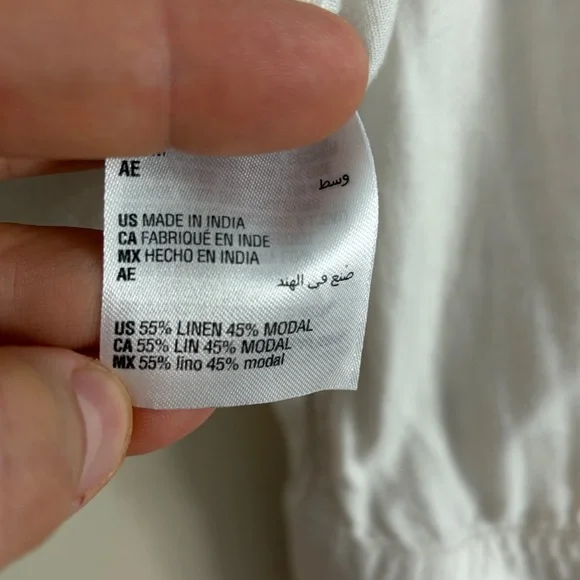 AE
وسط
US MADE IN INDIA
CA FABRIQUÉ EN INDE
MX HECHO EN INDIA
AE
صُنع في الهند
US 55% LINEN 45% MODAL
CA 55% LIN 45% MODAL
MX 55% lino 45% modal